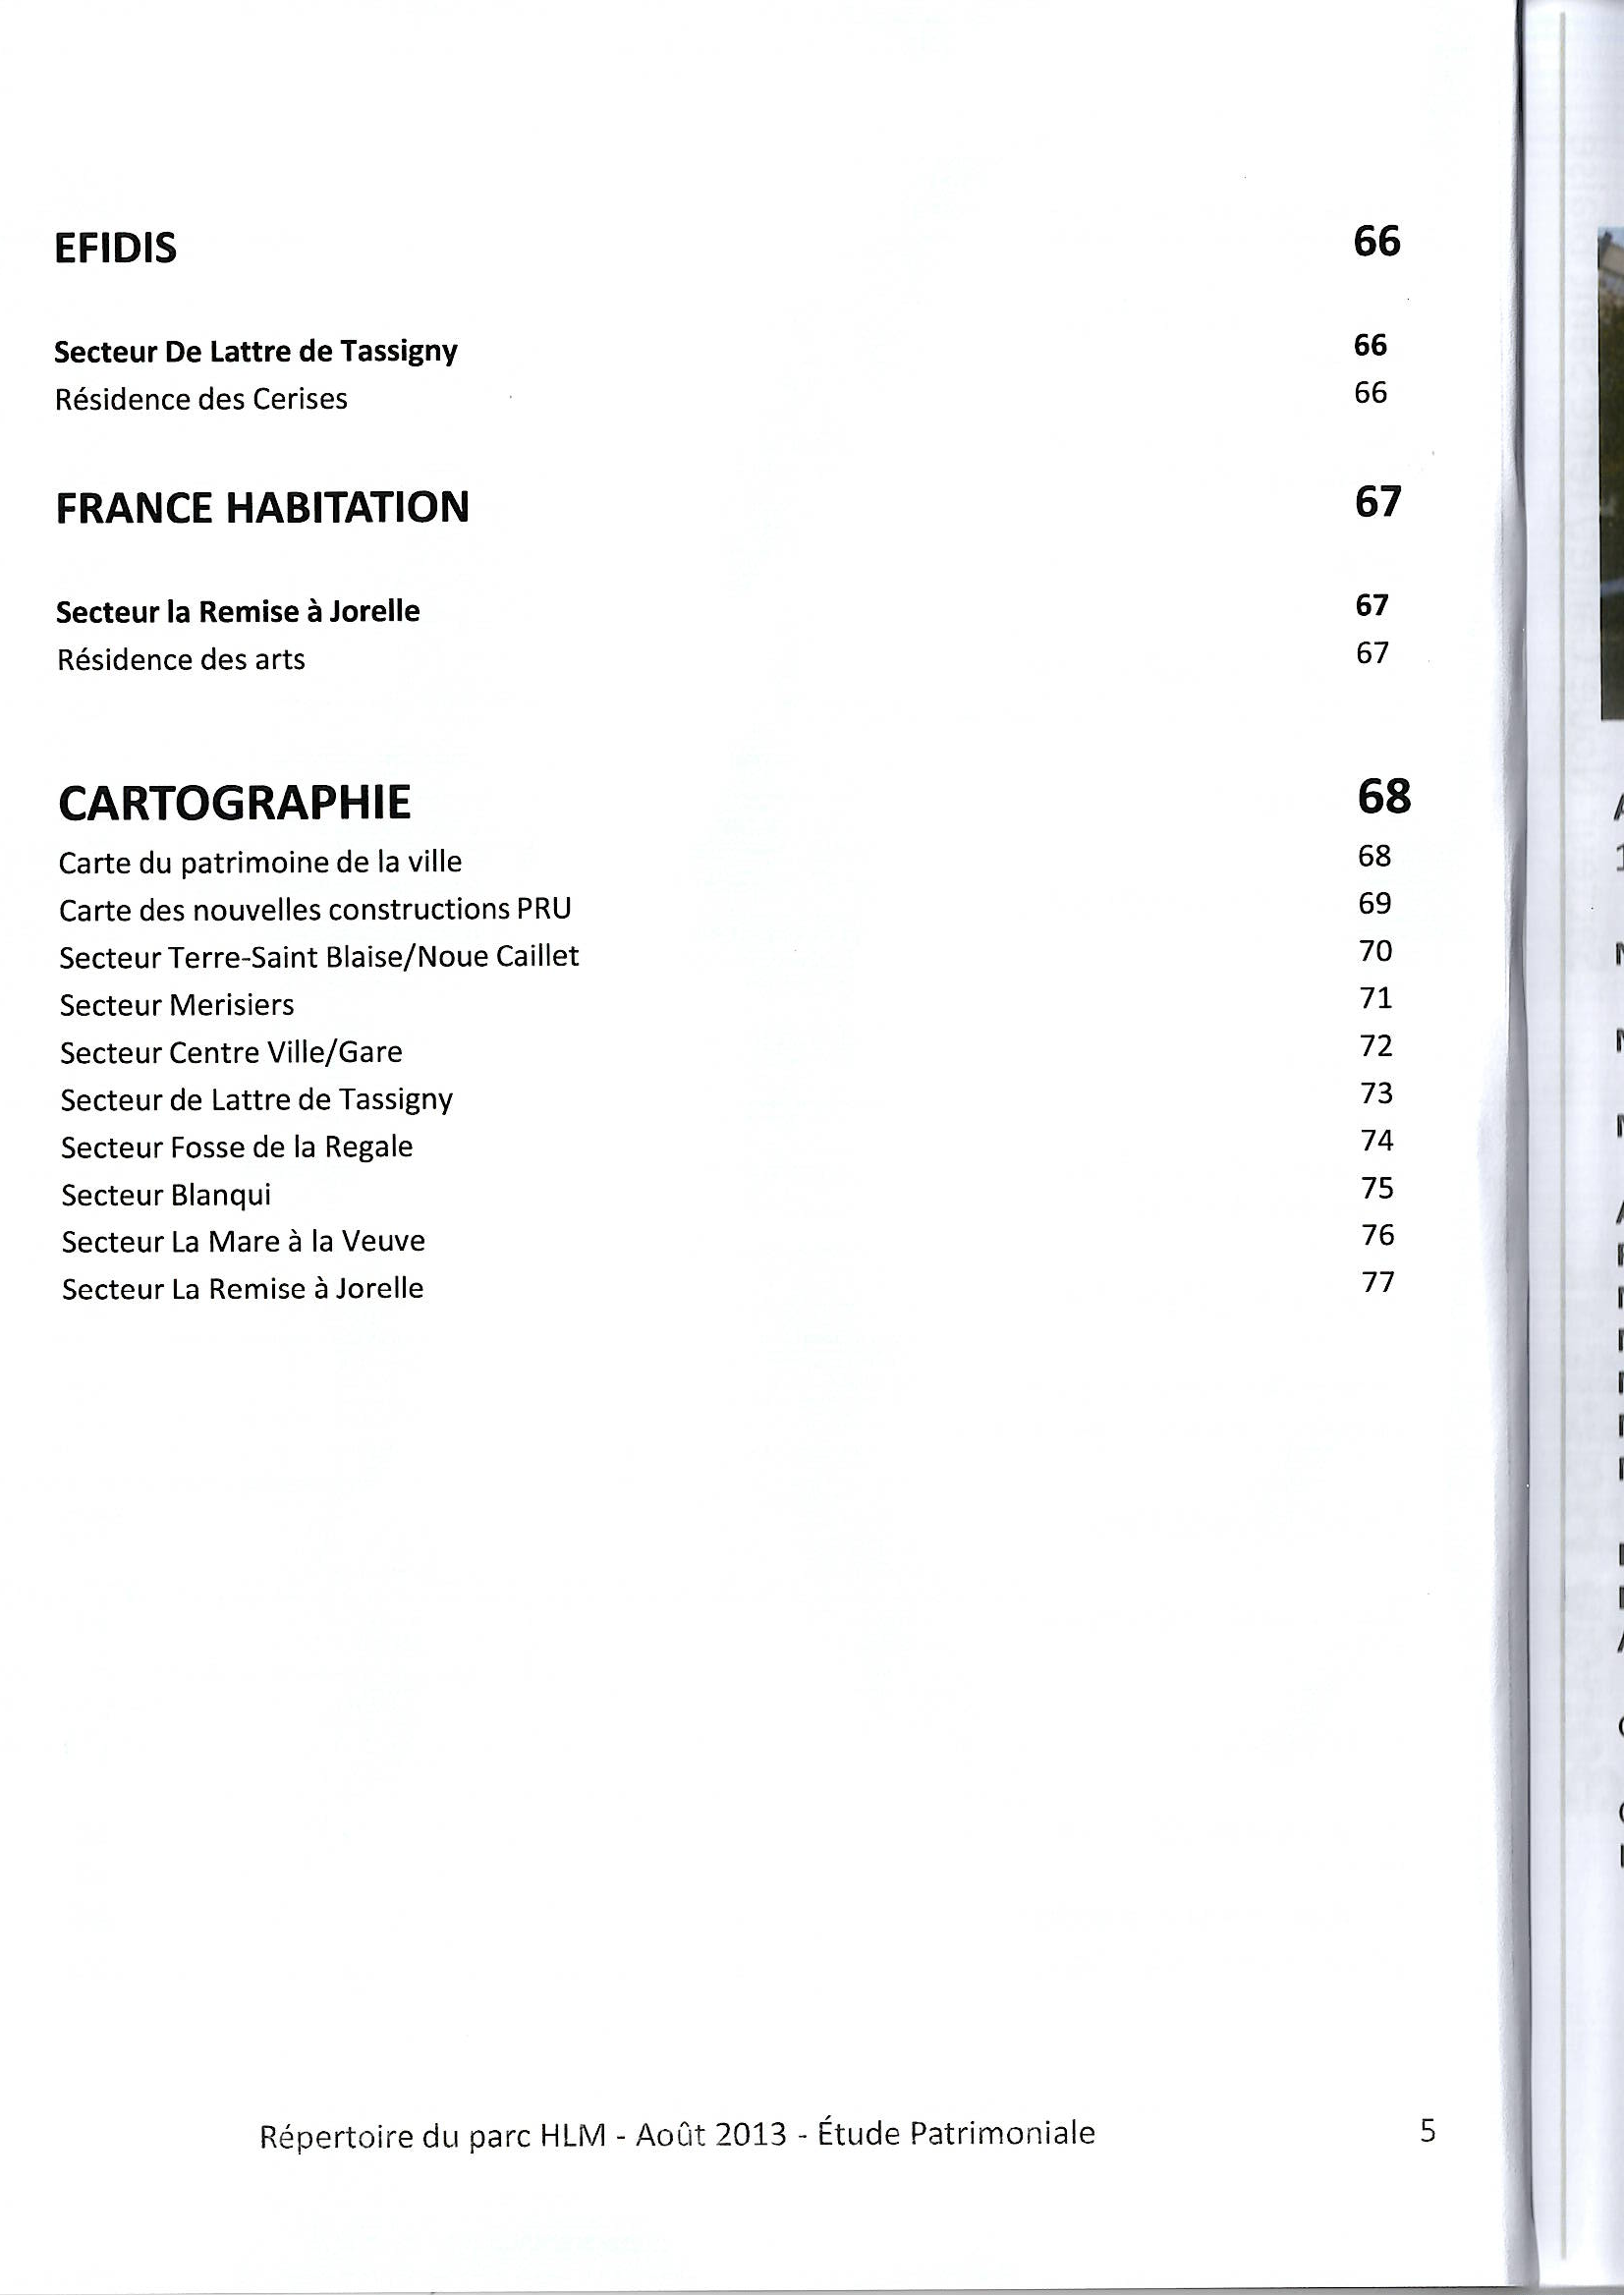 EFIDIS 66
Secteur De Lattre de Tassigny 66
Résidence des Cerises 66
FRANCE HABITATION 67
Secteur la Remise à Jorelle 67
Résidence des arts 67
CARTOGRAPHIE 68
Carte du patrimoine de la ville 68
Carte des nouvelles constructions PRU 69
Secteur Terre-Saint Blaise/Noue Caillet 70
Secteur Merisiers 71
Secteur Centre Ville/Gare 72
Secteur de Lattre de Tassigny 73
Secteur Fosse de la Regale 74
Secteur Blanqui 75
Secteur La Mare à la Veuve 76
Secteur La Remise à Jorelle 77
Répertoire du parc HLM - Août 2013 - Étude Patrimoniale 5